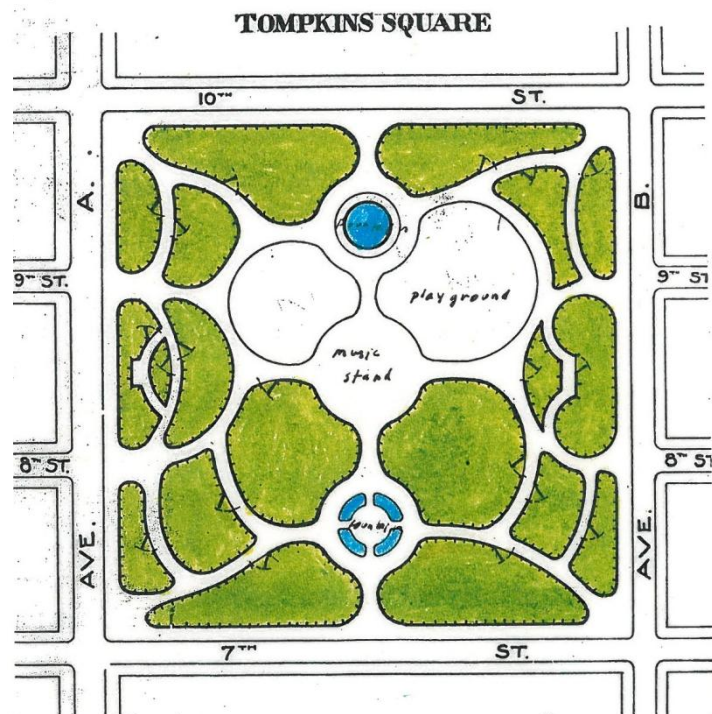 TOMPKINS SQUARE
10TH ST.
A.
B.
9TH ST.
9TH ST
playground
music
stand
8TH ST.
8TH ST
fountain
AVE.
AVE.
7TH ST.